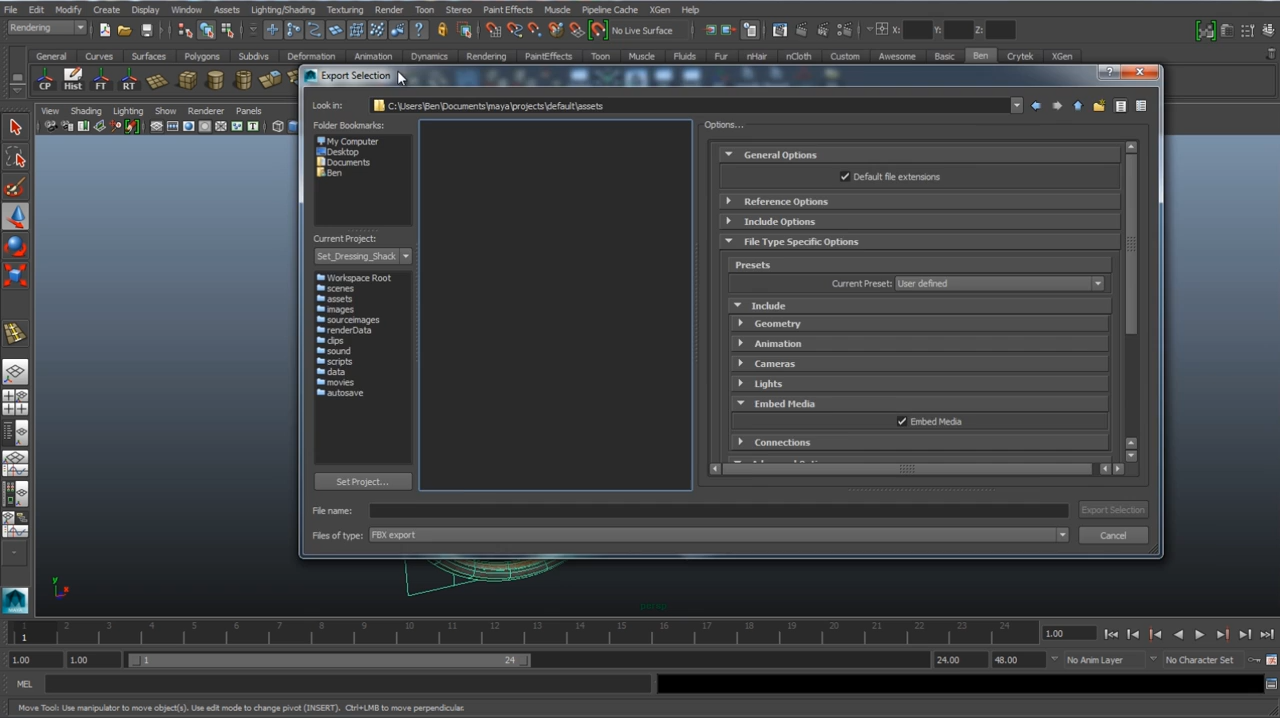 File Edit Modify Create Display Window Assets Lighting/Shading Texturing Render Toon Stereo Paint Effects Muscle Pipeline Cache XGen Help
Rendering No Live Surface X: Y: Z:
General Curves Surfaces Polygons Subdivs Deformation Animation Dynamics Rendering PaintEffects Toon Muscle Fluids Fur nHair nCloth Custom Awesome Basic Ben Crytek XGen
CP Hist FT RT
View Shading Lighting Show Renderer Panels
Export Selection
Look in: C:\Users\Ben\Documents\maya\projects\default\assets
Folder Bookmarks:
My Computer
Desktop
Documents
Ben
Current Project:
Set_Dressing_Shack
Workspace Root
scenes
assets
images
sourceimages
renderData
clips
sound
scripts
data
movies
autosave
Set Project...
Options...
General Options
Default file extensions
Reference Options
Include Options
File Type Specific Options
Presets
Current Preset: User defined
Include
Geometry
Animation
Cameras
Lights
Embed Media
Embed Media
Connections
File name: Export Selection
Files of type: FBX export Cancel
y
x
persp
1 2 3 4 5 6 7 8 9 10 11 12 13 14 15 16 17 18 19 20 21 22 23 24
1 1.00
1.00 1.00 1 24 24.00 48.00 No Anim Layer No Character Set
MEL
Move Tool: Use manipulator to move object(s). Use edit mode to change pivot (INSERT). Ctrl+LMB to move perpendicular.